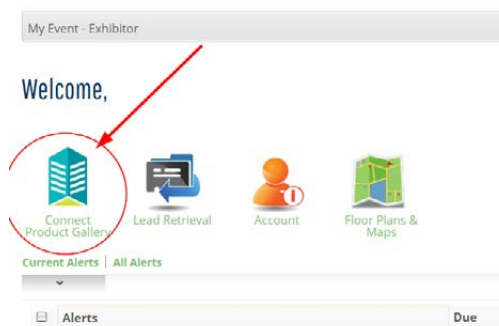 My Event - Exhibitor
Welcome,
Connect
Product Gallery
Lead Retrieval
Account
Floor Plans &
Maps
Current Alerts | All Alerts
Alerts Due